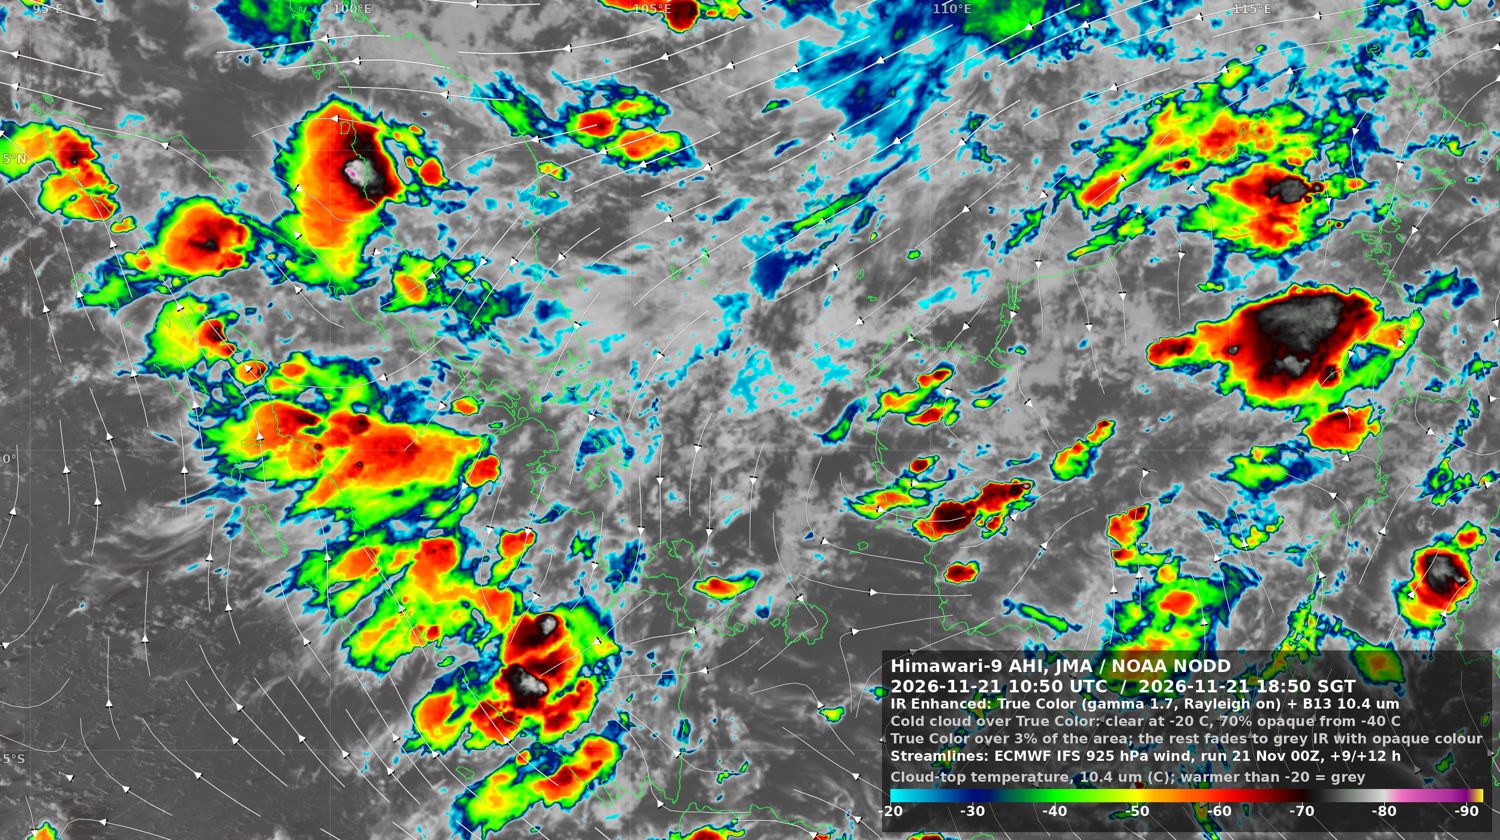 95°E 100°E 105°E 110°E 115°E
5°N
0°
5°S
Himawari-9 AHI, JMA / NOAA NODD
2026-11-21 10:50 UTC / 2026-11-21 18:50 SGT
IR Enhanced: True Color (gamma 1.7, Rayleigh on) + B13 10.4 um
Cold cloud over True Color: clear at -20 C, 70% opaque from -40 C
True Color over 3% of the area; the rest fades to grey IR with opaque colour
Streamlines: ECMWF IFS 925 hPa wind, run 21 Nov 00Z, +9/+12 h
Cloud-top temperature, 10.4 um (C); warmer than -20 = grey
-20 -30 -40 -50 -60 -70 -80 -90